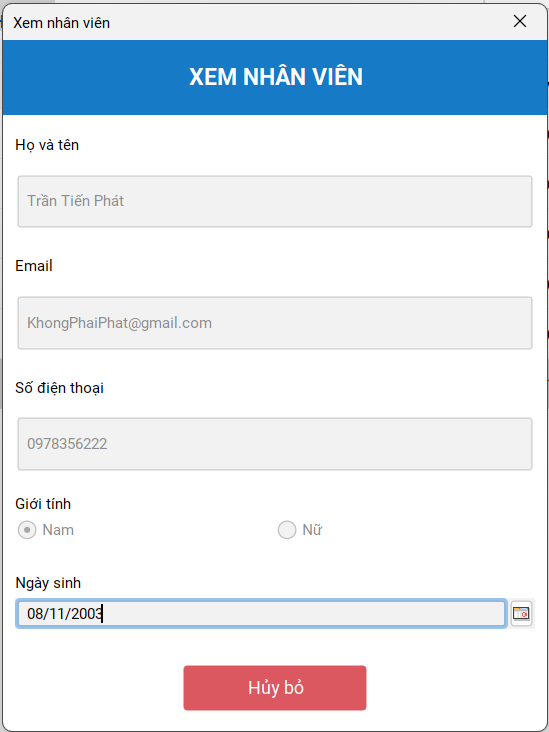 Xem nhân viên
XEM NHÂN VIÊN
Họ và tên
Trần Tiến Phát
Email
KhongPhaiPhat@gmail.com
Số điện thoại
0978356222
Giới tính
Nam Nữ
Ngày sinh
08/11/2003
Hủy bỏ